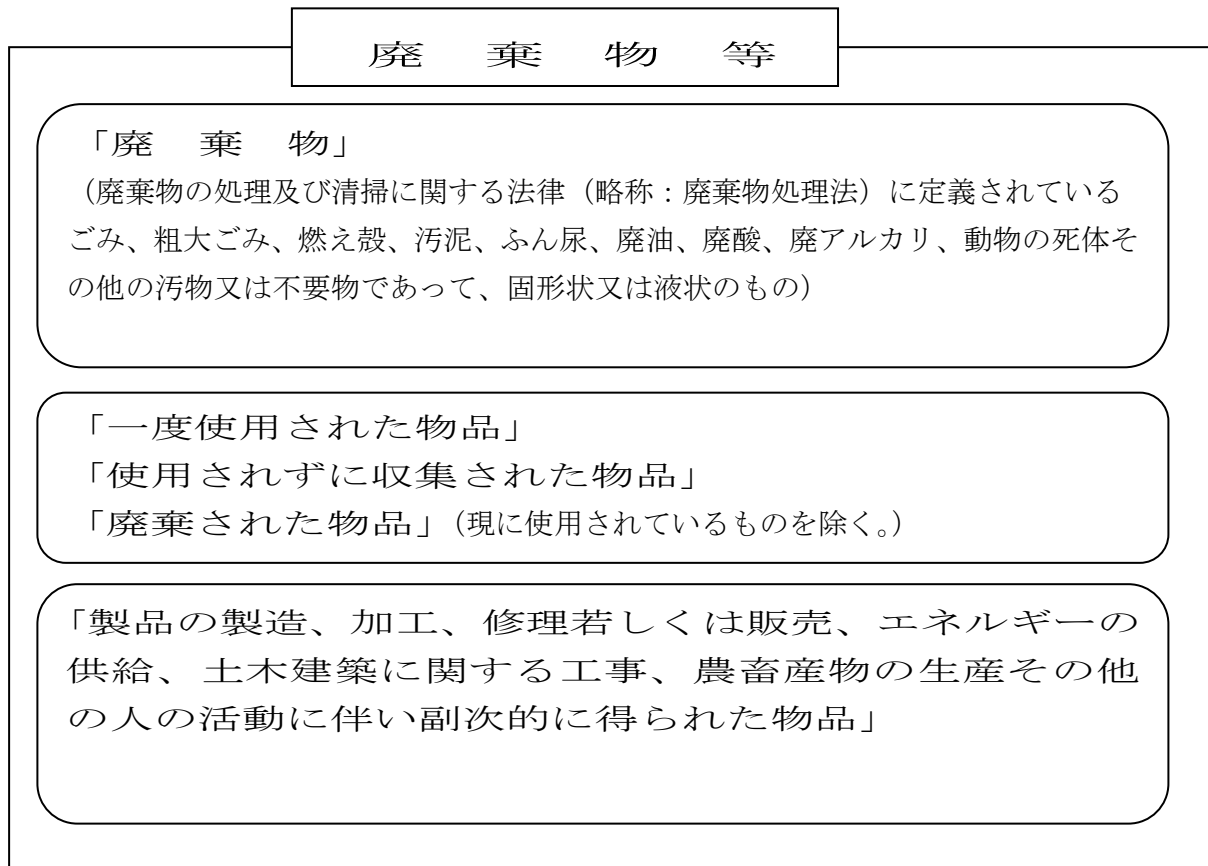 廃棄物等
「廃棄物」
（廃棄物の処理及び清掃に関する法律（略称：廃棄物処理法）に定義されている
ごみ、粗大ごみ、燃え殻、汚泥、ふん尿、廃油、廃酸、廃アルカリ、動物の死体そ
の他の汚物又は不要物であって、固形状又は液状のもの）
「一度使用された物品」
「使用されずに収集された物品」
「廃棄された物品」（現に使用されているものを除く。）
「製品の製造、加工、修理若しくは販売、エネルギーの
供給、土木建築に関する工事、農畜産物の生産その他
の人の活動に伴い副次的に得られた物品」